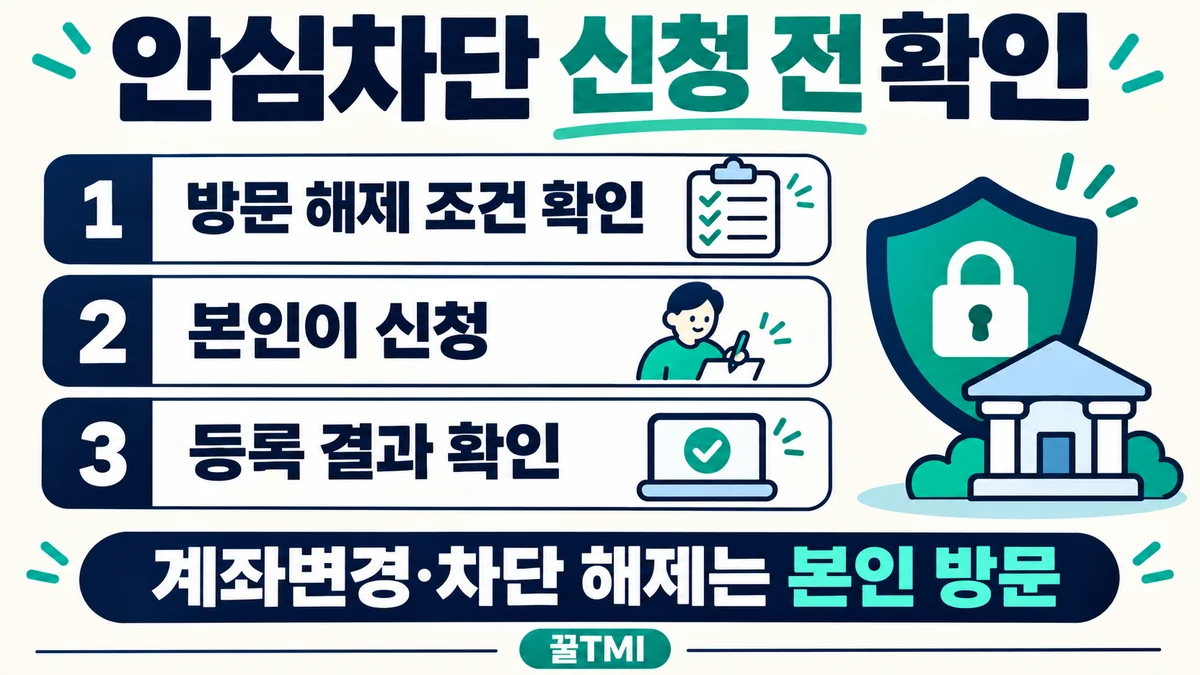 안심차단 신청 전 확인
1 방문 해제 조건 확인
2 본인이 신청
3 등록 결과 확인
계좌변경·차단 해제는 본인 방문
꿀TMI